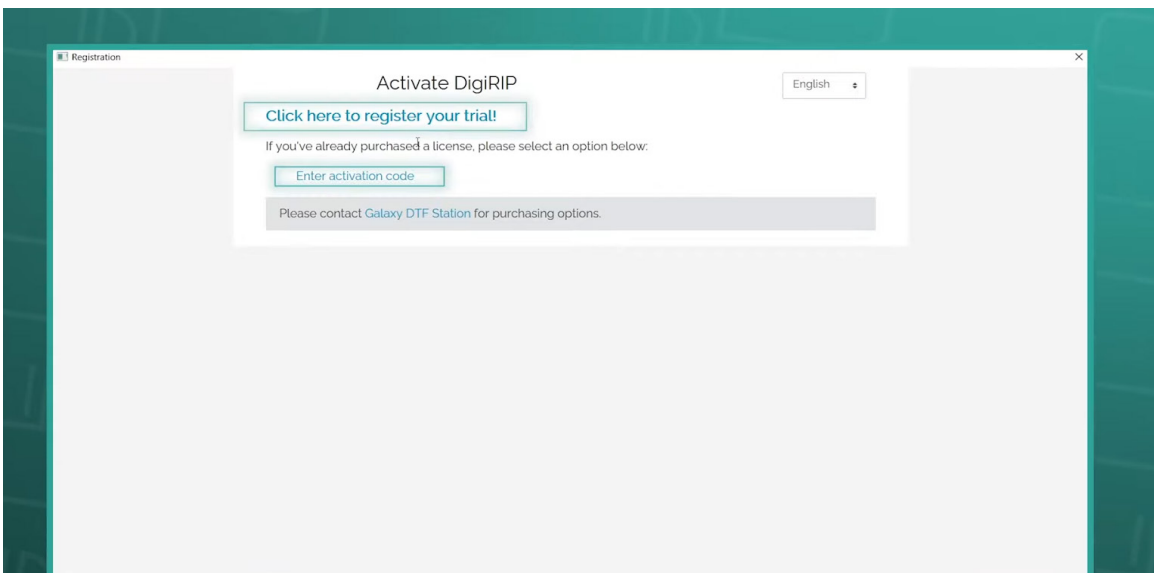 Registration
Activate DigiRIP
English
Click here to register your trial!
If you've already purchased a license, please select an option below:
Enter activation code
Please contact Galaxy DTF Station for purchasing options.